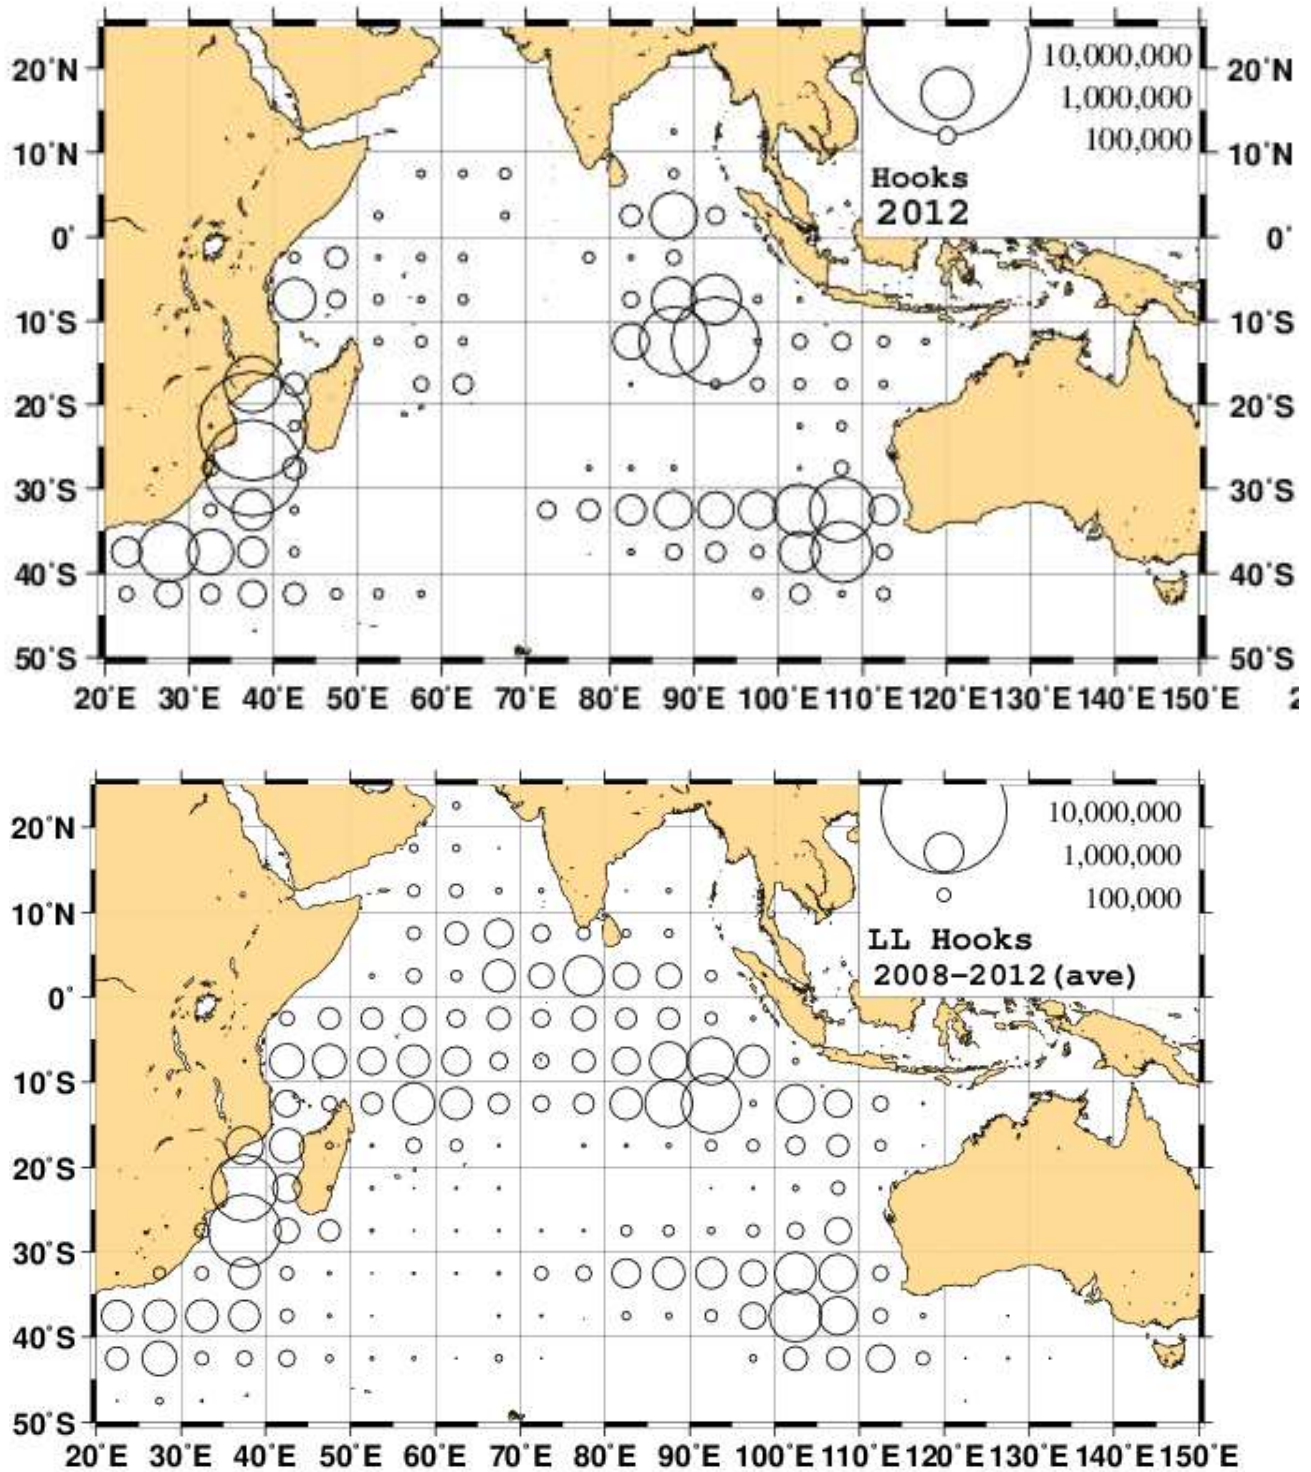 10,000,000
20°N 1,000,000 20°N
100,000
10°N 10°N
Hooks
2012
0° 0°
10°S 10°S
20°S 20°S
30°S 30°S
40°S 40°S
50°S 50°S
20°E 30°E 40°E 50°E 60°E 70°E 80°E 90°E 100°E 110°E 120°E 130°E 140°E 150°E 2
10,000,000
20°N 1,000,000
100,000
10°N
LL Hooks
2008-2012(ave)
0°
10°S
20°S
30°S
40°S
50°S
20°E 30°E 40°E 50°E 60°E 70°E 80°E 90°E 100°E 110°E 120°E 130°E 140°E 150°E